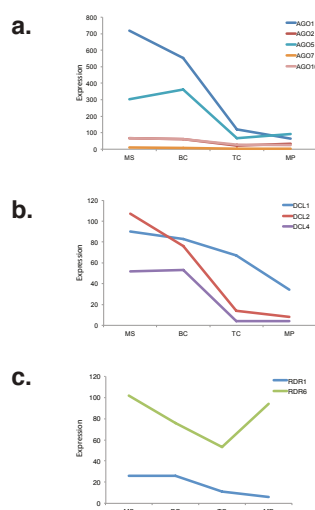 a.
800
700
600
500
400
300
200
100
0
Expression
MS BC TC MP
AGO1
AGO2
AGO5
AGO7
b.
120
100
80
60
40
20
0
Expression
MS BC TC MP
DCL1
DCL2
DCL4
c.
120
100
80
60
40
20
0
Expression
RDR1
RDR6